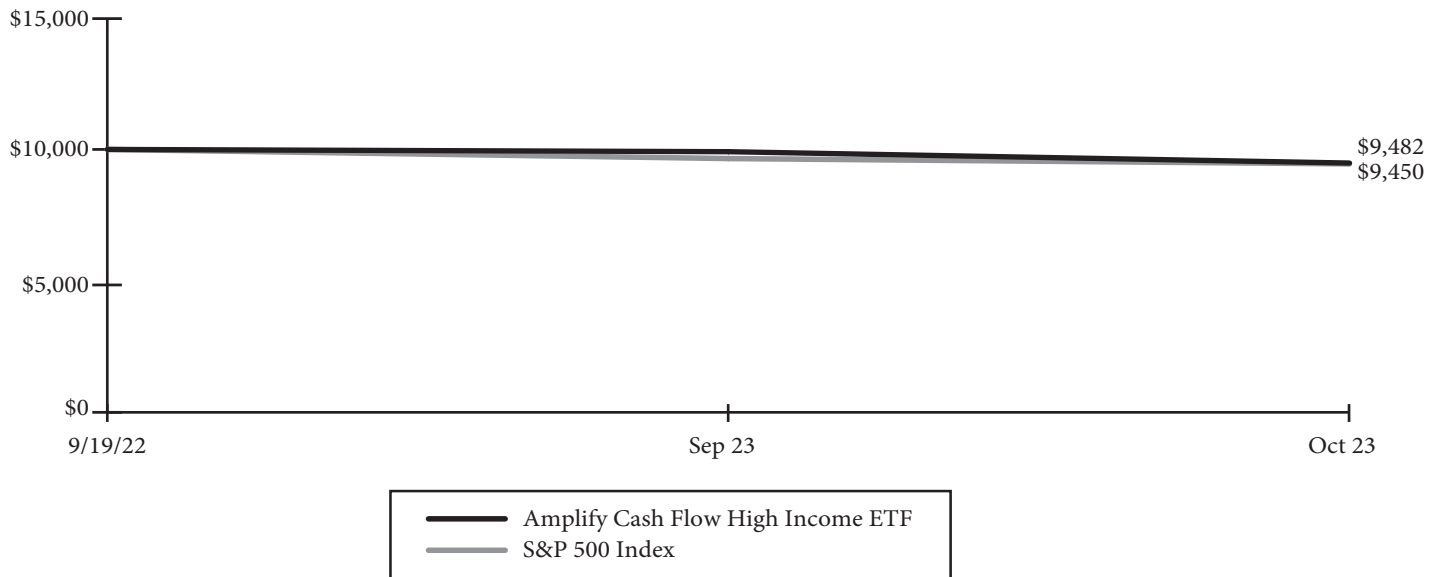 $15,000
$10,000
$9,482
$9,450
$5,000
$0
9/19/22 Sep 23 Oct 23
Amplify Cash Flow High Income ETF
S&P 500 Index